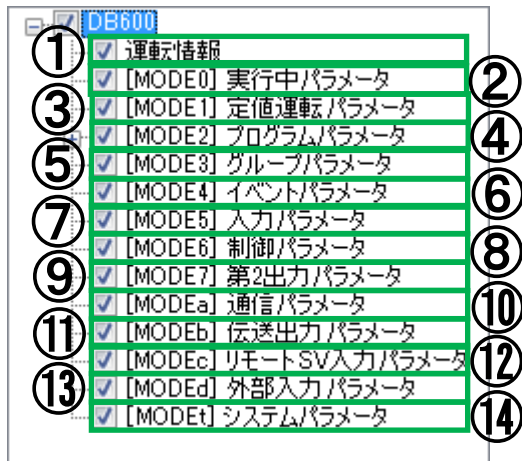 DB600
① 運転情報
[MODE0] 実行中パラメータ ②
③ [MODE1] 定値運転パラメータ
[MODE2] プログラムパラメータ ④
⑤ [MODE3] グループパラメータ
[MODE4] イベントパラメータ ⑥
⑦ [MODE5] 入力パラメータ
[MODE6] 制御パラメータ ⑧
⑨ [MODE7] 第2出力パラメータ
[MODEa] 通信パラメータ ⑩
⑪ [MODEb] 伝送出力パラメータ
[MODEc] リモートSV入力パラメータ ⑫
⑬ [MODEd] 外部入力パラメータ
[MODEt] システムパラメータ ⑭